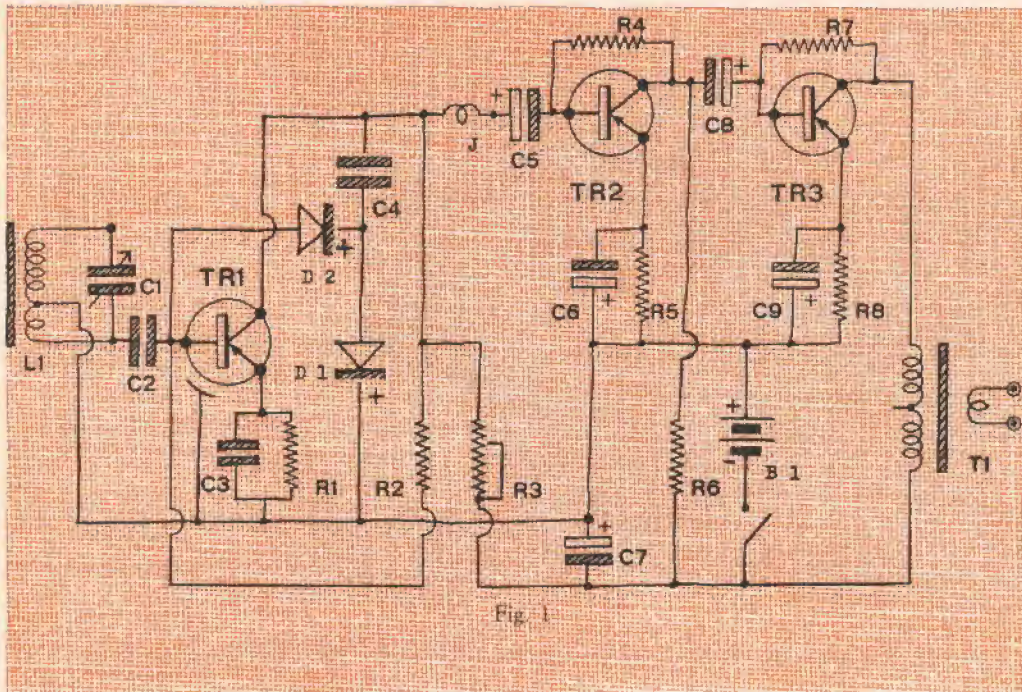 R4
R7
+
+
+
J
C5
C8
TR2
TR3
C4
D 2
+
C1
TR1
L1
C2
D 1
+
C6
+
R5
C9
+
R8
+
C3
R1
R2
R3
R6
-
B 1
T1
+
C7
Fig. 1